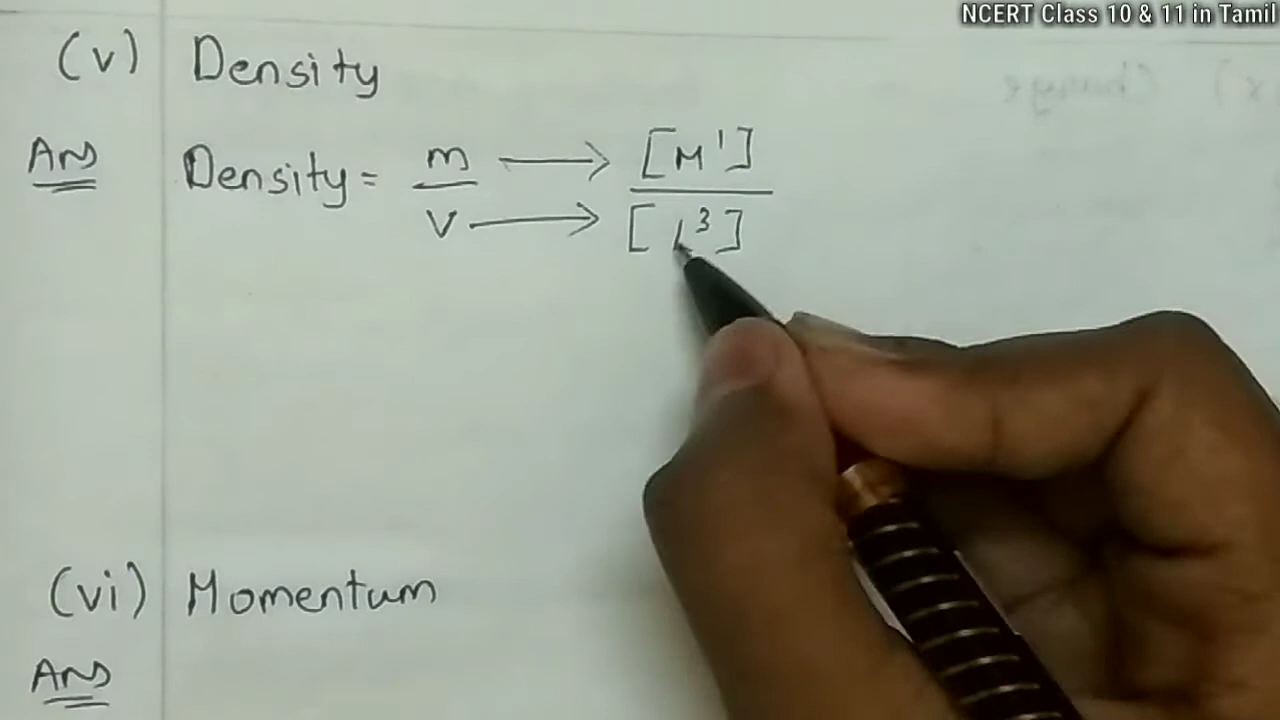 NCERT Class 10 & 11 in Tamil
(v) Density
Ans Density = m/V → [M¹]/[L³]
(vi) Momentum
Ans